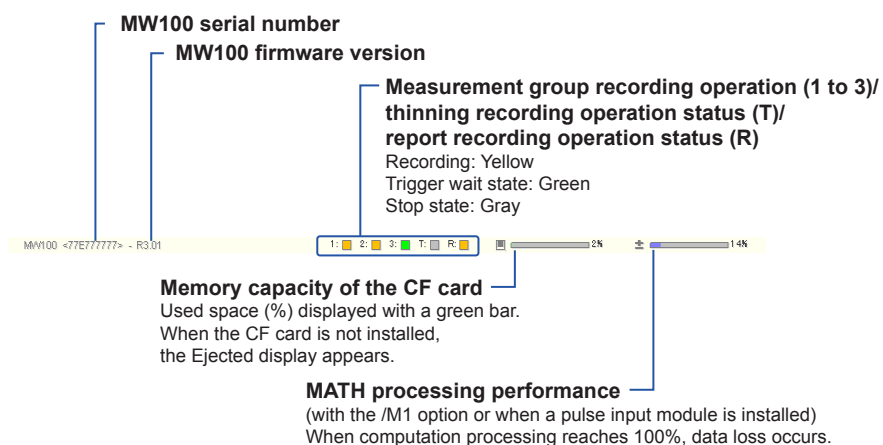 MW100 serial number
MW100 firmware version
Measurement group recording operation (1 to 3)/
thinning recording operation status (T)/
report recording operation status (R)
Recording: Yellow
Trigger wait state: Green
Stop state: Gray
MW100 <77E777777> - R3.01 1: 2: 3: T: R: 2% ± 14%
Memory capacity of the CF card
Used space (%) displayed with a green bar.
When the CF card is not installed,
the Ejected display appears.
MATH processing performance
(with the /M1 option or when a pulse input module is installed)
When computation processing reaches 100%, data loss occurs.